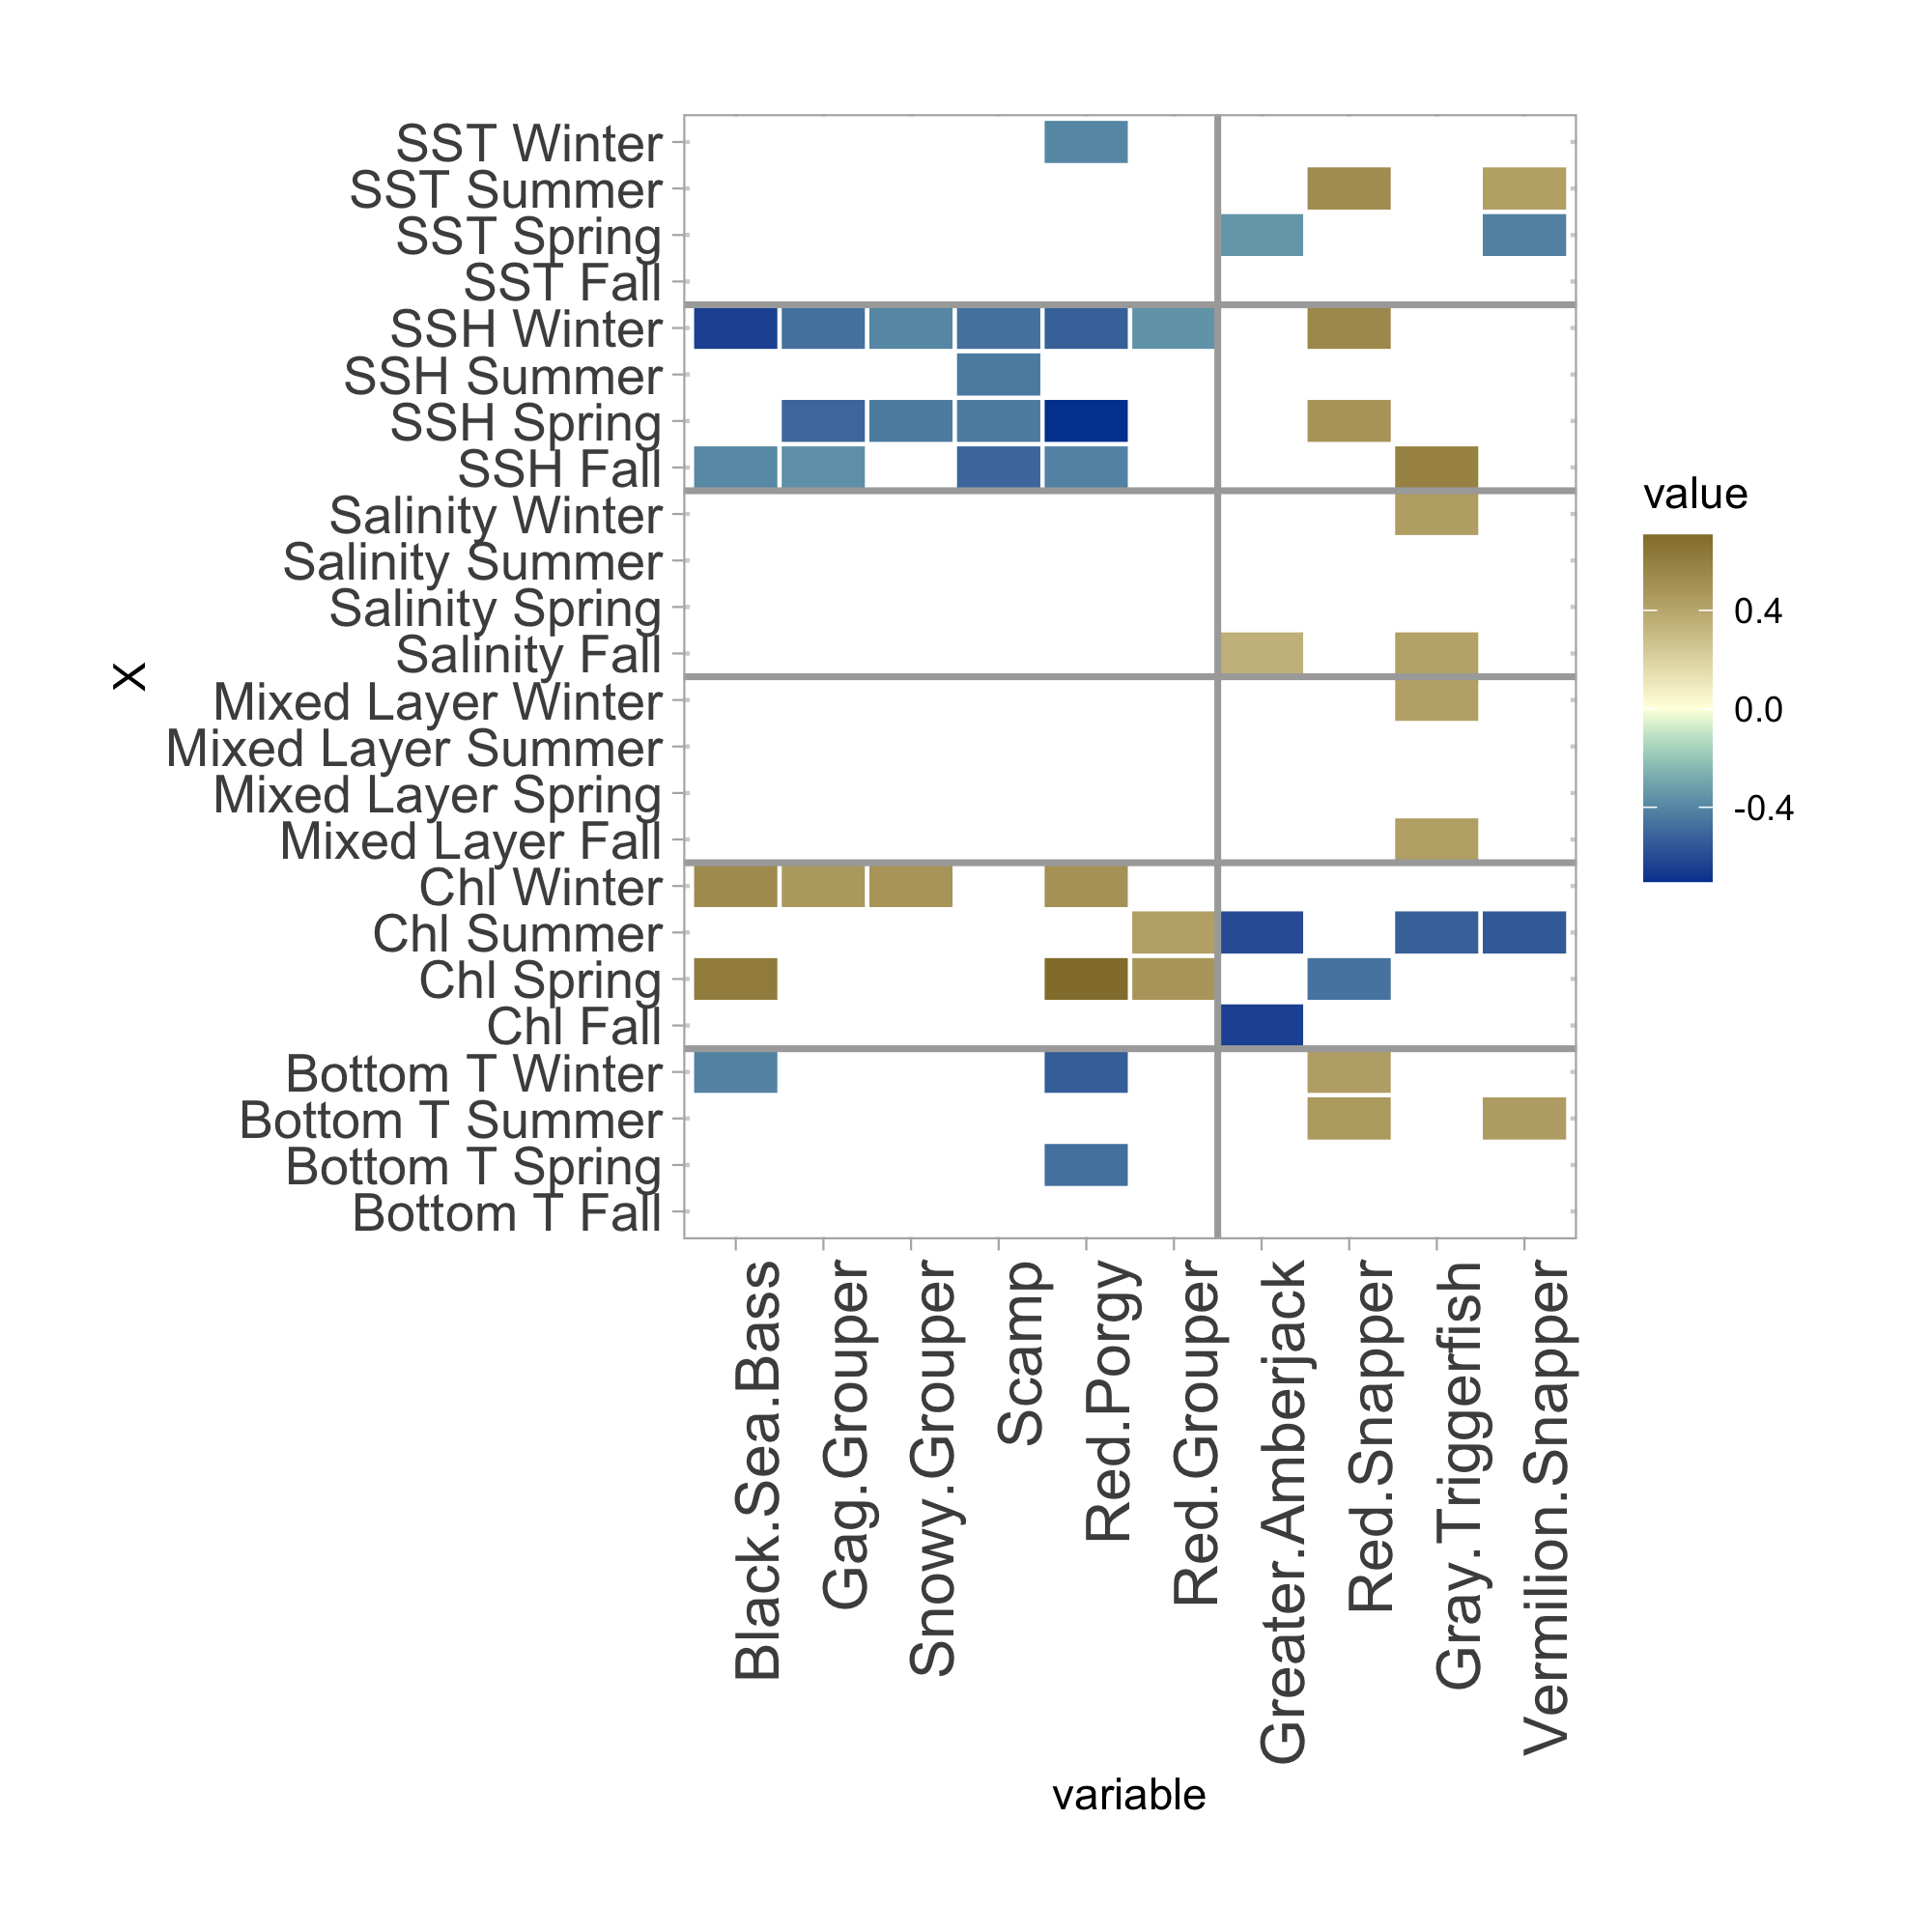 SST Winter
SST Summer
SST Spring
SST Fall
SSH Winter
SSH Summer
SSH Spring
SSH Fall
Salinity Winter
Salinity Summer
Salinity Spring
Salinity Fall
Mixed Layer Winter
Mixed Layer Summer
Mixed Layer Spring
Mixed Layer Fall
Chl Winter
Chl Summer
Chl Spring
Chl Fall
Bottom T Winter
Bottom T Summer
Bottom T Spring
Bottom T Fall
X
Black.Sea.Bass
Gag.Grouper
Snowy.Grouper
Scamp
Red.Porgy
Red.Grouper
Greater.Amberjack
Red.Snapper
Gray.Triggerfish
Vermilion.Snapper
variable
value
0.4
0.0
-0.4